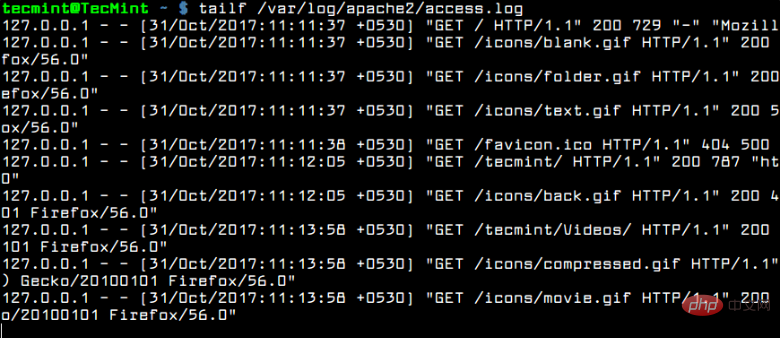 tecmint@TecMint ~ $ tailf /var/log/apache2/access.log
127.0.0.1 - - [31/Oct/2017:11:11:37 +0530] "GET / HTTP/1.1" 200 729 "-" "Mozill
127.0.0.1 - - [31/Oct/2017:11:11:37 +0530] "GET /icons/blank.gif HTTP/1.1" 200
fox/56.0"
127.0.0.1 - - [31/Oct/2017:11:11:37 +0530] "GET /icons/folder.gif HTTP/1.1" 200
efox/56.0"
127.0.0.1 - - [31/Oct/2017:11:11:37 +0530] "GET /icons/text.gif HTTP/1.1" 200 5
ox/56.0"
127.0.0.1 - - [31/Oct/2017:11:11:38 +0530] "GET /favicon.ico HTTP/1.1" 404 500
127.0.0.1 - - [31/Oct/2017:11:12:05 +0530] "GET /tecmint/ HTTP/1.1" 200 787 "ht
0"
127.0.0.1 - - [31/Oct/2017:11:12:05 +0530] "GET /icons/back.gif HTTP/1.1" 200 4
01 Firefox/56.0"
127.0.0.1 - - [31/Oct/2017:11:13:58 +0530] "GET /tecmint/Videos/ HTTP/1.1" 200
101 Firefox/56.0"
127.0.0.1 - - [31/Oct/2017:11:13:58 +0530] "GET /icons/compressed.gif HTTP/1.1"
) Gecko/20100101 Firefox/56.0"
127.0.0.1 - - [31/Oct/2017:11:13:58 +0530] "GET /icons/movie.gif HTTP/1.1" 200
o/20100101 Firefox/56.0"
php 中文网